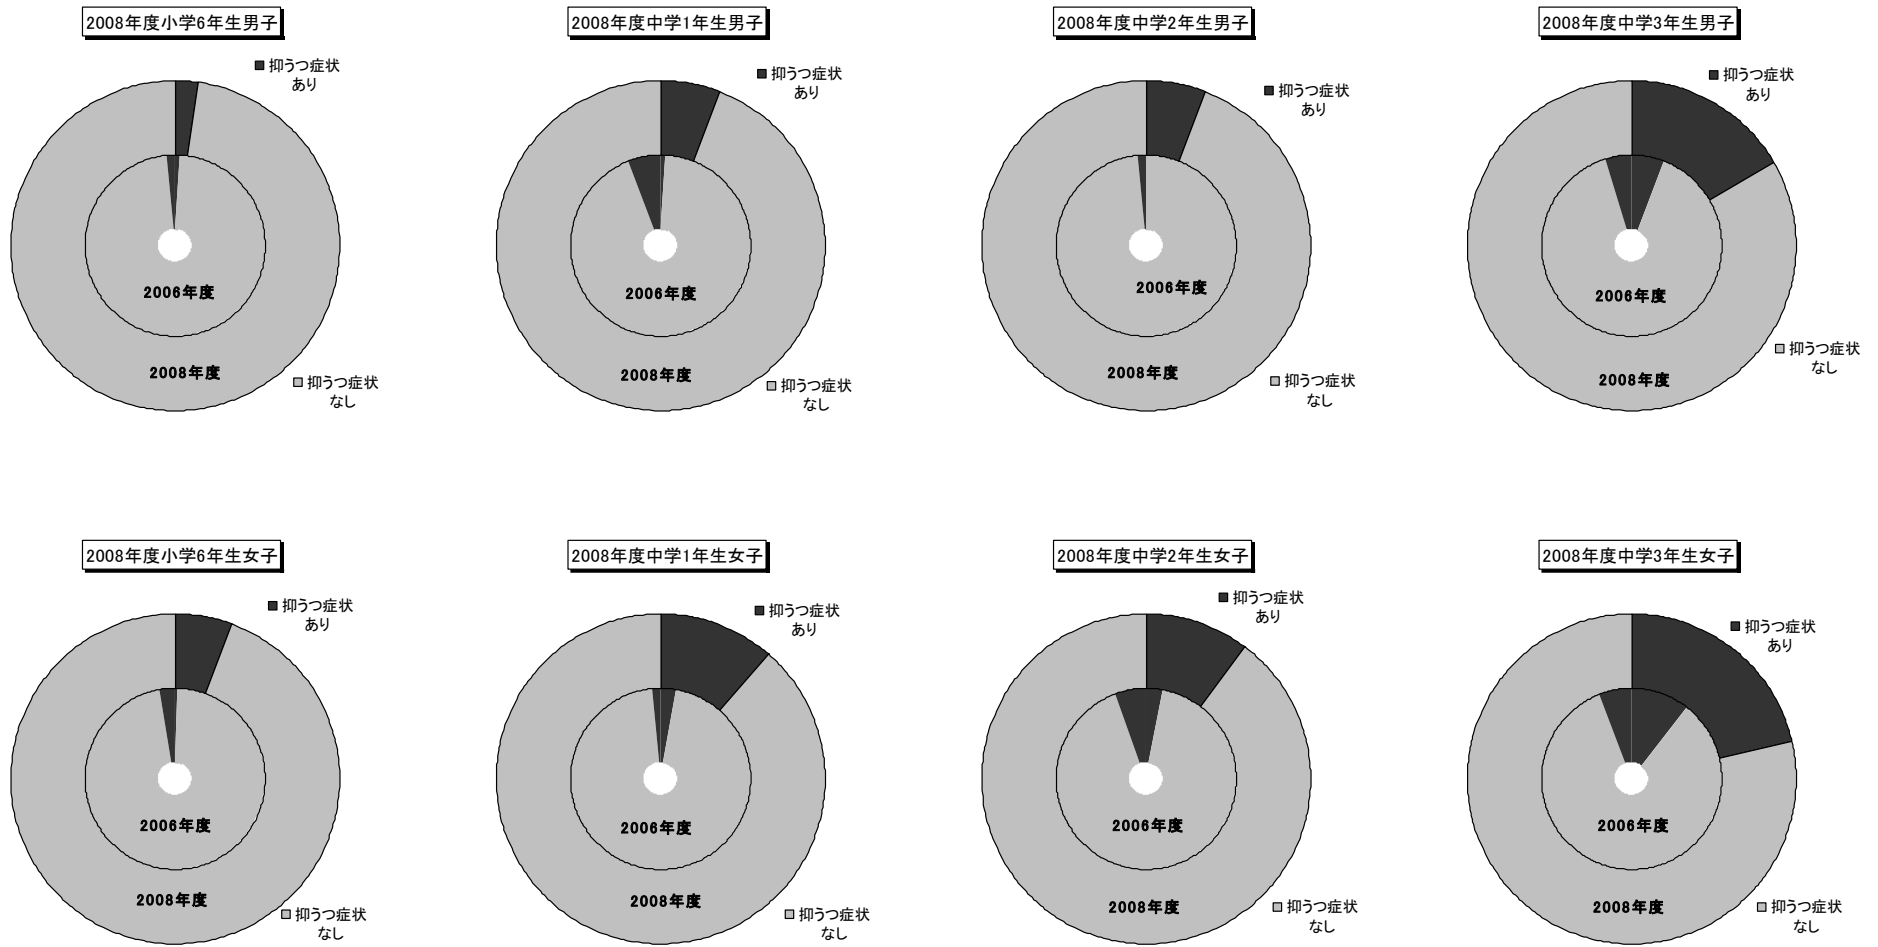 2008年度小学6年生男子
抑うつ症状
あり
2006年度
2008年度
抑うつ症状
なし
2008年度中学1年生男子
抑うつ症状
あり
2006年度
2008年度
抑うつ症状
なし
2008年度中学2年生男子
抑うつ症状
あり
2006年度
2008年度
抑うつ症状
なし
2008年度中学3年生男子
抑うつ症状
あり
2006年度
2008年度
抑うつ症状
なし
2008年度小学6年生女子
抑うつ症状
あり
2006年度
2008年度
抑うつ症状
なし
2008年度中学1年生女子
抑うつ症状
あり
2006年度
2008年度
抑うつ症状
なし
2008年度中学2年生女子
抑うつ症状
あり
2006年度
2008年度
抑うつ症状
なし
2008年度中学3年生女子
抑うつ症状
あり
2006年度
2008年度
抑うつ症状
なし